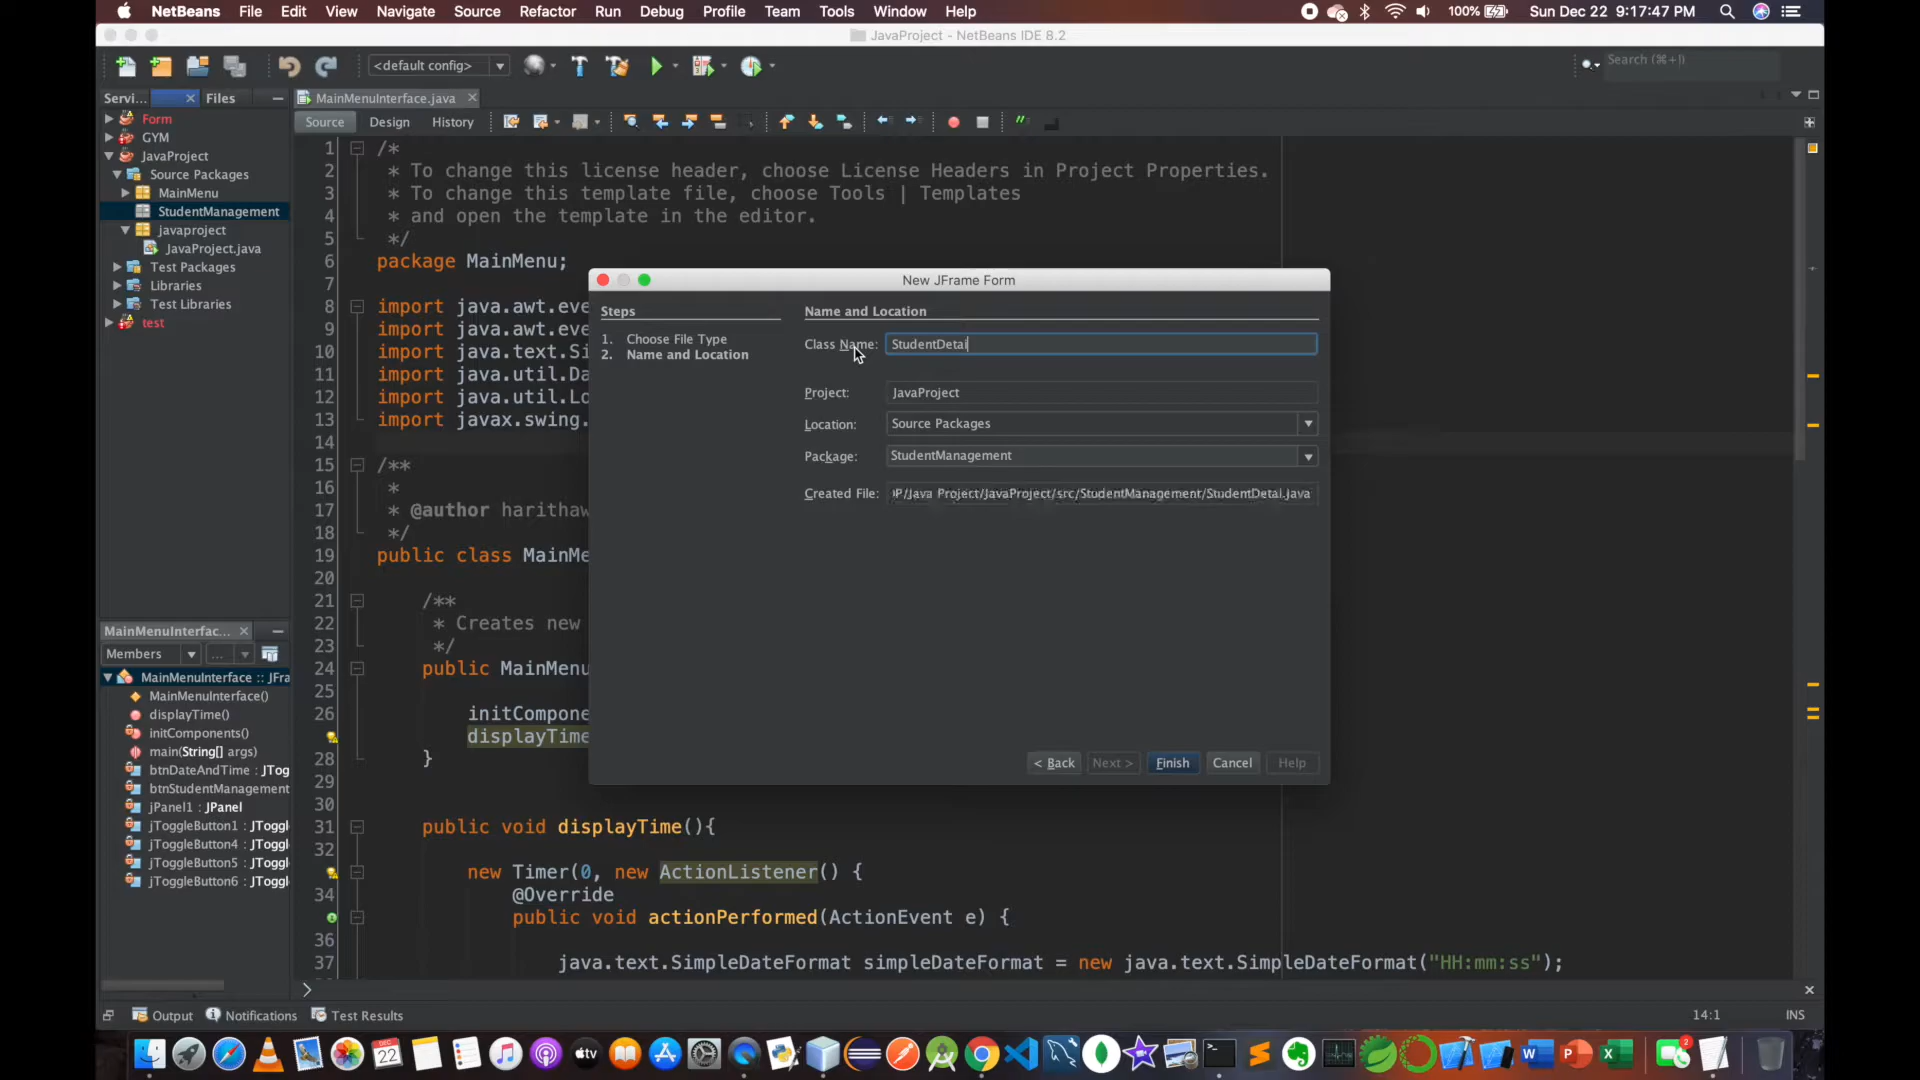 NetBeans File Edit View Navigate Source Refactor Run Debug Profile Team Tools Window Help 100% Sun Dec 22 9:17:47 PM
JavaProject - NetBeans IDE 8.2
<default config> Search (⌘+I)
Servi... Files MainMenuInterface.java
Source Design History
Form
GYM
JavaProject
Source Packages
MainMenu
StudentManagement
javaproject
JavaProject.java
Test Packages
Libraries
Test Libraries
test
1 /*
2 * To change this license header, choose License Headers in Project Properties.
3 * To change this template file, choose Tools | Templates
4 * and open the template in the editor.
5 */
6 package MainMenu;
7
8 import java.awt.eve
9 import java.awt.eve
10 import java.text.Si
11 import java.util.Da
12 import java.util.Lo
13 import javax.swing.
14
15 /**
16 *
17 * @author harithaw
18 */
19 public class MainMe
20
21 /**
22 * Creates new
23 */
24 public MainMenu
25
26 initCompone
displayTime
28 }
29
30
31 public void displayTime(){
32
new Timer(0, new ActionListener() {
34 @Override
public void actionPerformed(ActionEvent e) {
36
37 java.text.SimpleDateFormat simpleDateFormat = new java.text.SimpleDateFormat("HH:mm:ss");
New JFrame Form
Steps
1. Choose File Type
2. Name and Location
Name and Location
Class Name: StudentDetai
Project: JavaProject
Location: Source Packages
Package: StudentManagement
Created File: P/Java Project/JavaProject/src/StudentManagement/StudentDetai.java
< Back Next > Finish Cancel Help
MainMenuInterfac...
Members ...
MainMenuInterface :: JFra
MainMenuInterface()
displayTime()
initComponents()
main(String[] args)
btnDateAndTime : JTog
btnStudentManagement
jPanel1 : JPanel
jToggleButton1 : JToggl
jToggleButton4 : JToggl
jToggleButton5 : JToggl
jToggleButton6 : JToggl
Output Notifications Test Results 14:1 INS
DEC
22
tv
W P X
2